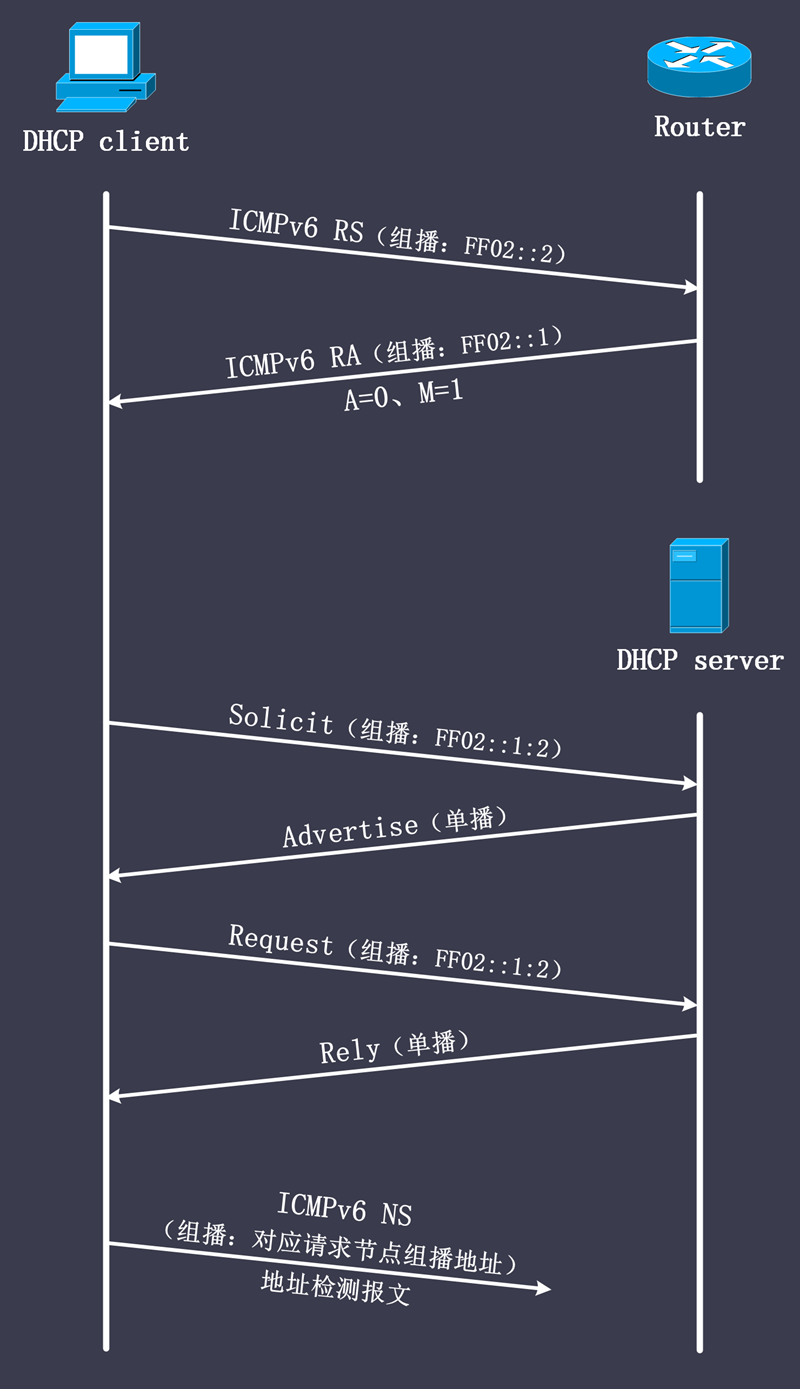 DHCP client
Router
ICMPv6 RS（组播：FF02::2）
ICMPv6 RA（组播：FF02::1）
A=0、M=1
DHCP server
Solicit（组播：FF02::1:2）
Advertise（单播）
Request（组播：FF02::1:2）
Rely（单播）
ICMPv6 NS
（组播：对应请求节点组播地址）
地址检测报文